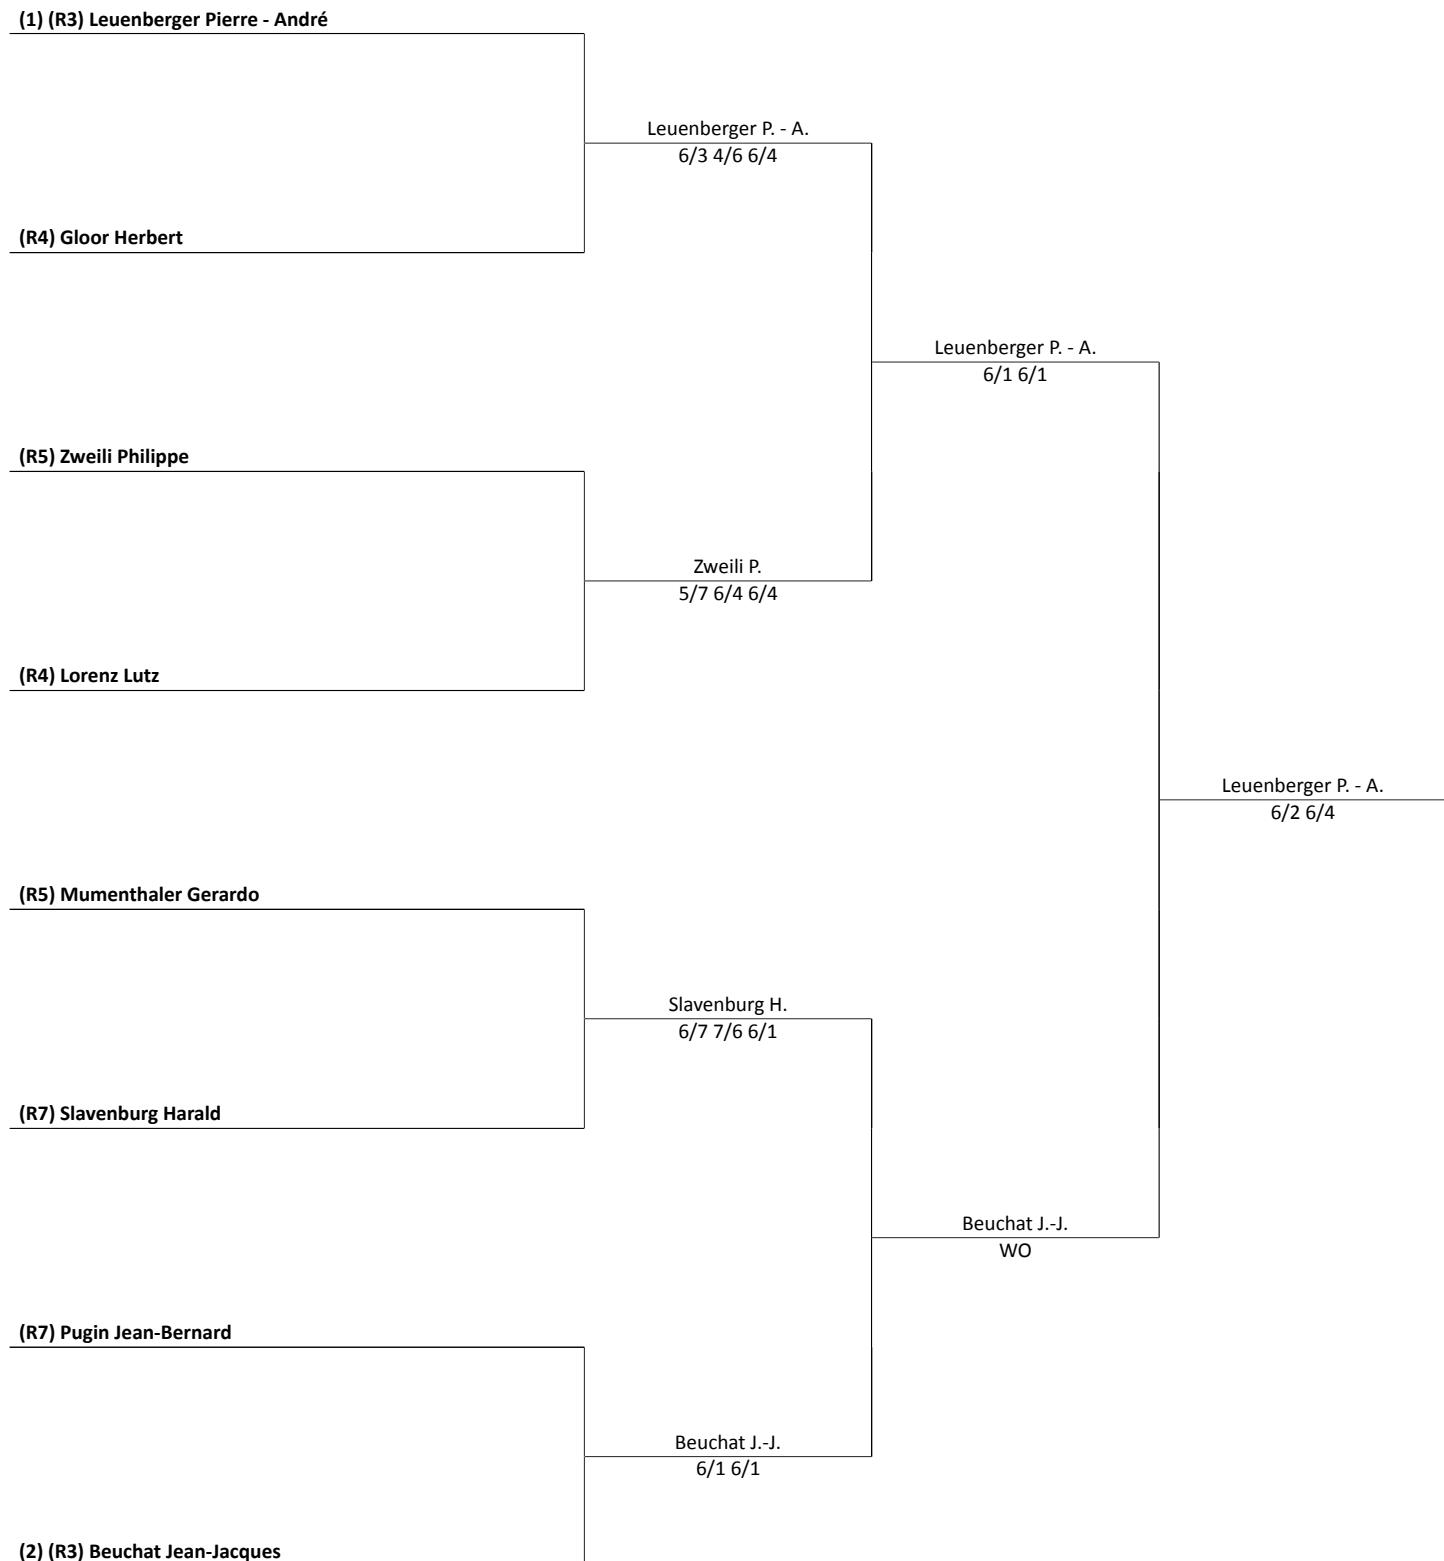 (1) (R3) Leuenberger Pierre - André
Leuenberger P. - A.
6/3 4/6 6/4
(R4) Gloor Herbert
Leuenberger P. - A.
6/1 6/1
(R5) Zweili Philippe
Zweili P.
5/7 6/4 6/4
(R4) Lorenz Lutz
Leuenberger P. - A.
6/2 6/4
(R5) Mumenthaler Gerardo
Slavenburg H.
6/7 7/6 6/1
(R7) Slavenburg Harald
Beuchat J.-J.
WO
(R7) Pugin Jean-Bernard
Beuchat J.-J.
6/1 6/1
(2) (R3) Beuchat Jean-Jacques